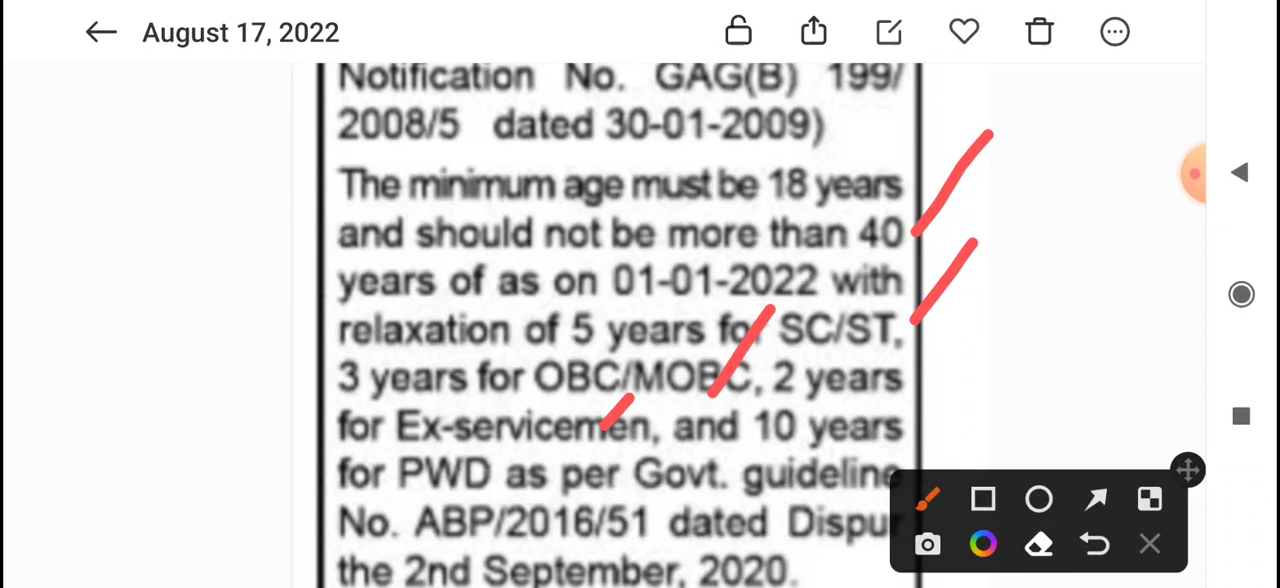 August 17, 2022
Notification No. GAG(B) 199/
2008/5 dated 30-01-2009)
The minimum age must be 18 years
and should not be more than 40
years of as on 01-01-2022 with
relaxation of 5 years for SC/ST,
3 years for OBC/MOBC, 2 years
for Ex-servicemen, and 10 years
for PWD as per Govt. guideline
No. ABP/2016/51 dated Dispur
the 2nd September, 2020.